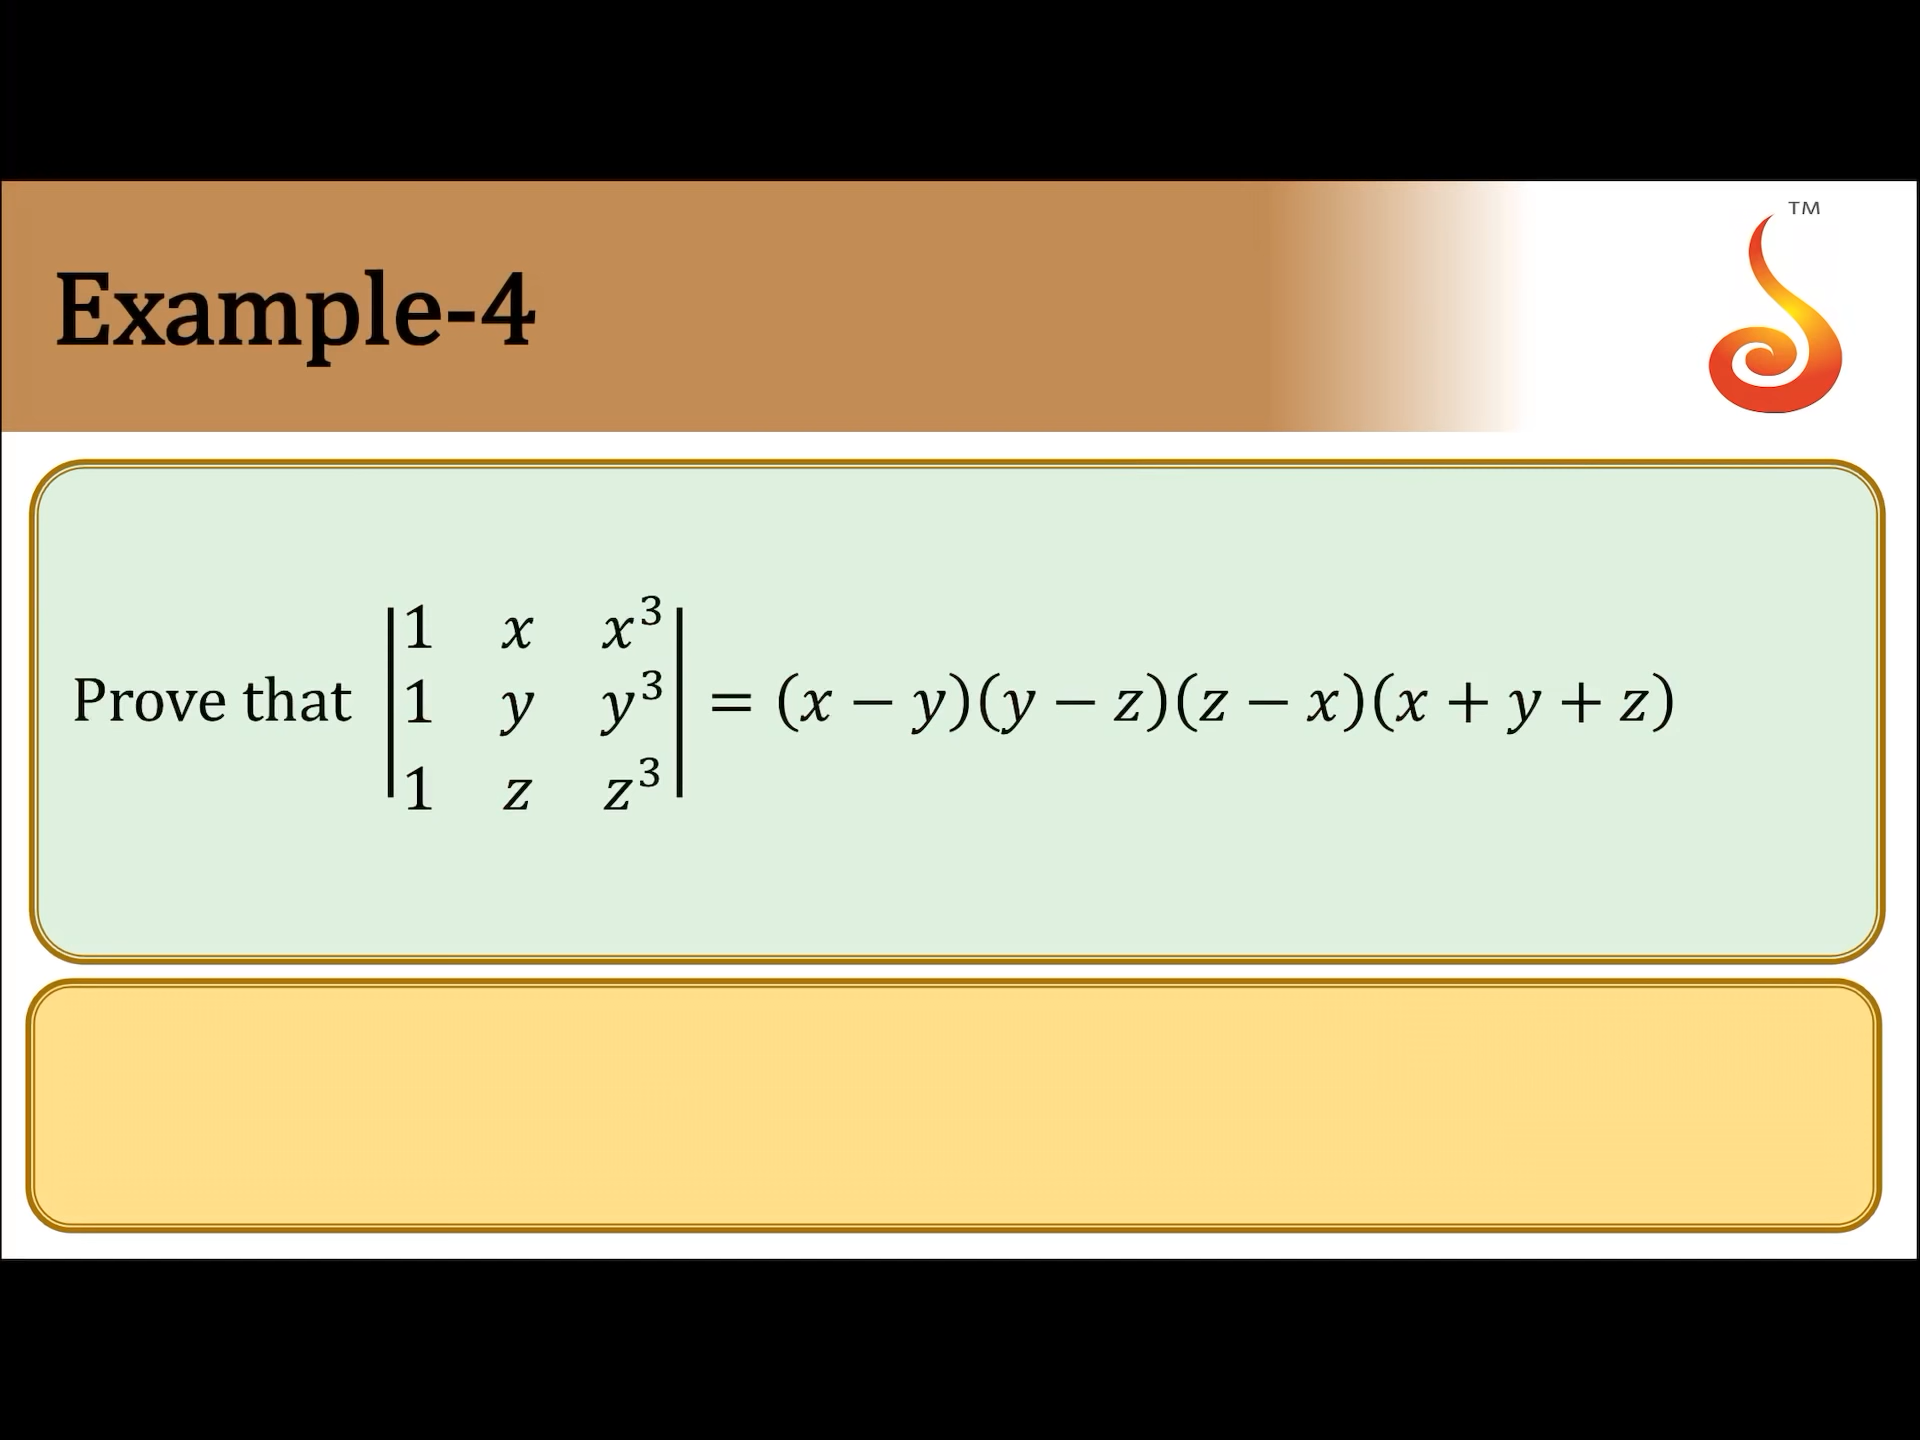 TM
Example-4
Prove that |1 x x³; 1 y y³; 1 z z³| = (x − y)(y − z)(z − x)(x + y + z)